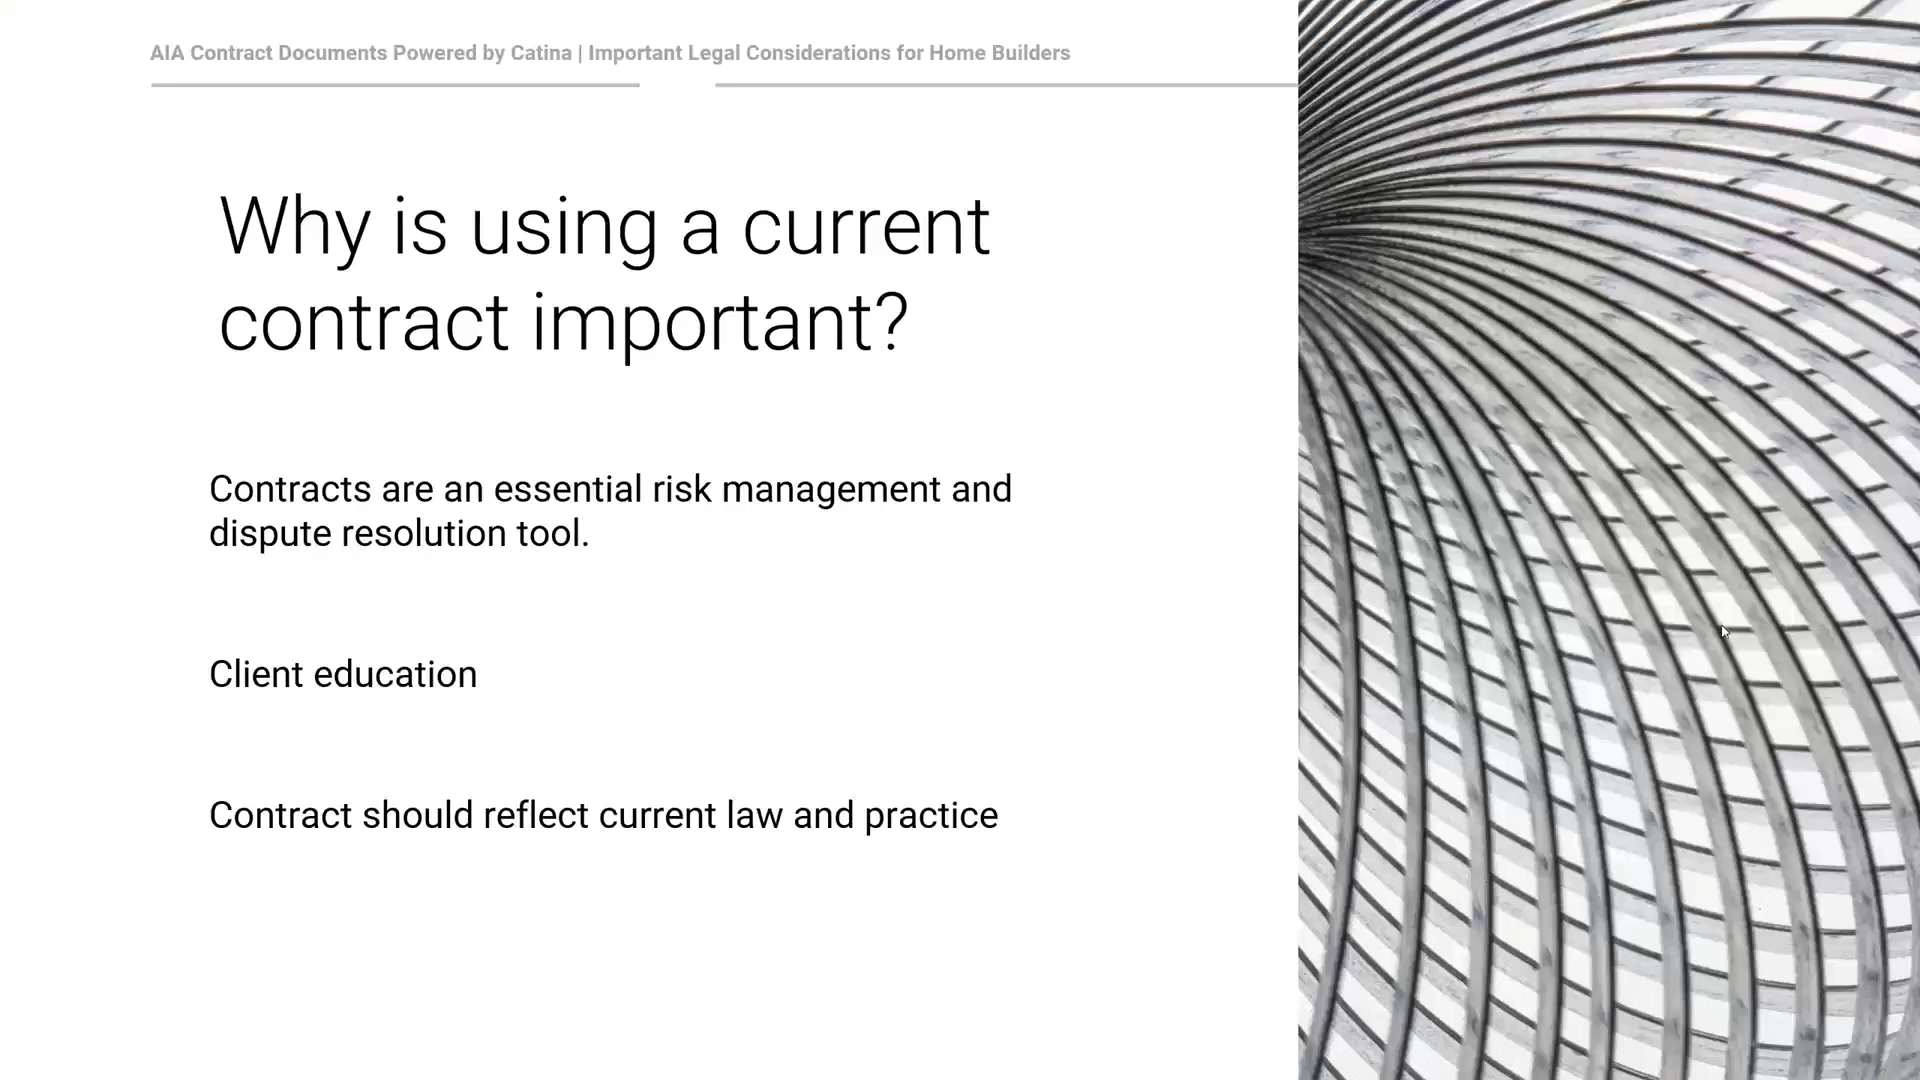 AIA Contract Documents Powered by Catina | Important Legal Considerations for Home Builders
Why is using a current
contract important?
Contracts are an essential risk management and
dispute resolution tool.
Client education
Contract should reflect current law and practice